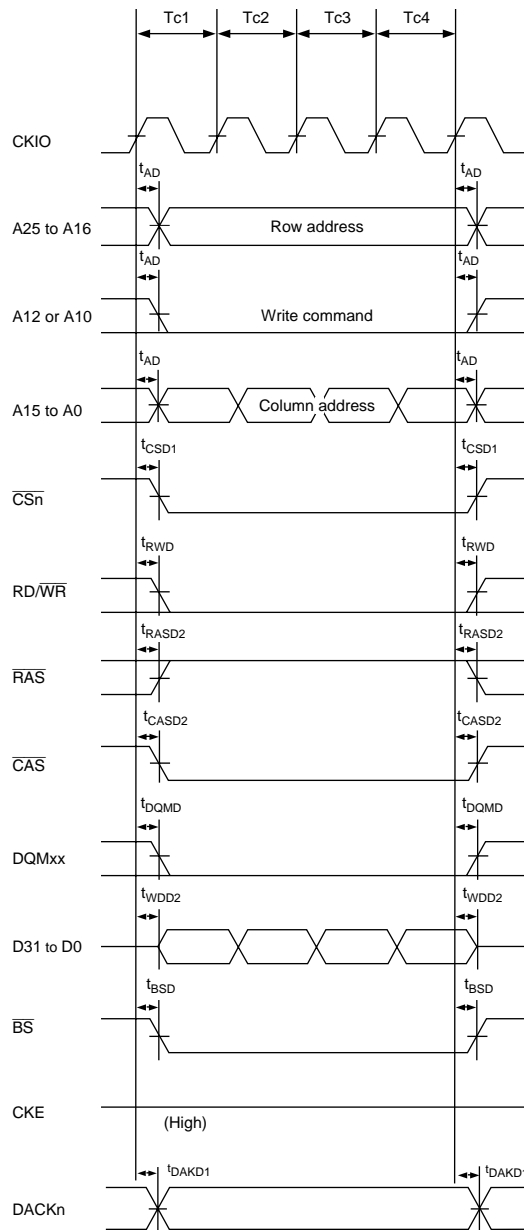 Tc1 Tc2 Tc3 Tc4
CKIO
tAD tAD
A25 to A16 Row address
tAD tAD
A12 or A10 Write command
tAD tAD
A15 to A0 Column address
tCSD1 tCSD1
CSn
tRWD tRWD
RD/WR
tRASD2 tRASD2
RAS
tCASD2 tCASD2
CAS
tDQMD tDQMD
DQMxx
tWDD2 tWDD2
D31 to D0
tBSD tBSD
BS
CKE
(High)
tDAKD1 tDAKD1
DACKn